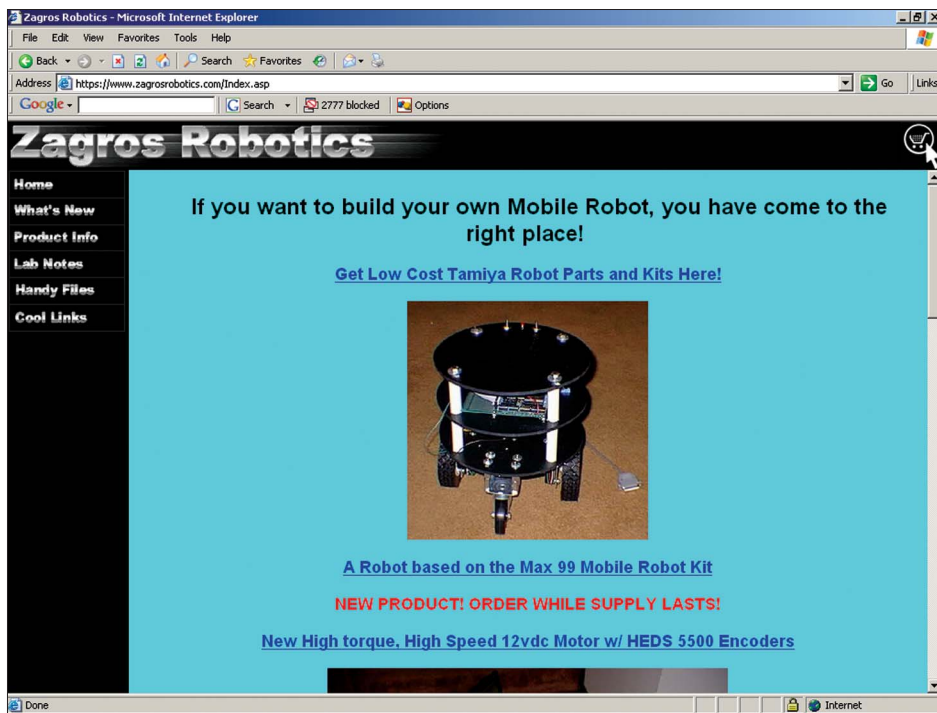 Zagros Robotics - Microsoft Internet Explorer
File Edit View Favorites Tools Help
Back Search Favorites
Address https://www.zagrosrobotics.com/Index.asp Go Links
Google Search 2777 blocked Options
Zagros Robotics
Home
What's New
Product Info
Lab Notes
Handy Files
Cool Links
If you want to build your own Mobile Robot, you have come to the
right place!
Get Low Cost Tamiya Robot Parts and Kits Here!
A Robot based on the Max 99 Mobile Robot Kit
NEW PRODUCT! ORDER WHILE SUPPLY LASTS!
New High torque, High Speed 12vdc Motor w/ HEDS 5500 Encoders
Done Internet